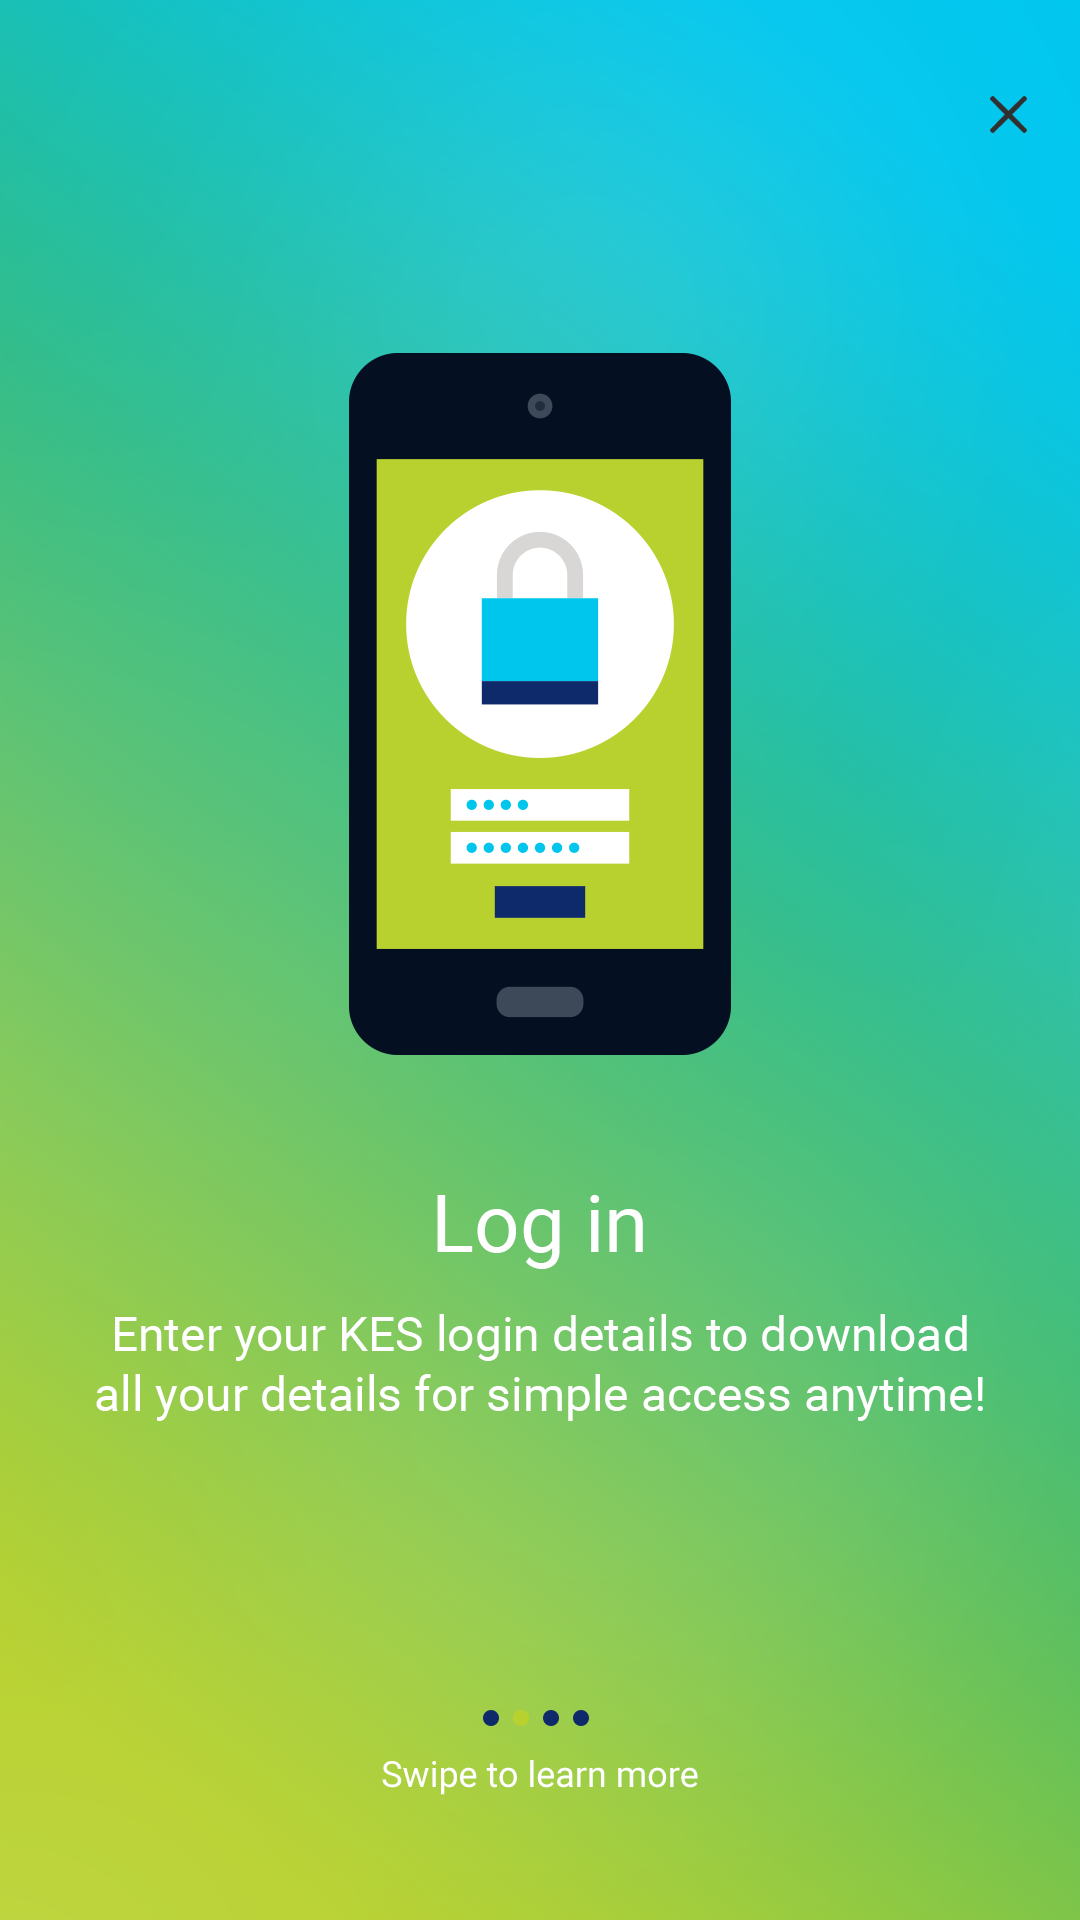 Log in
Enter your KES login details to download
all your details for simple access anytime!
Swipe to learn more